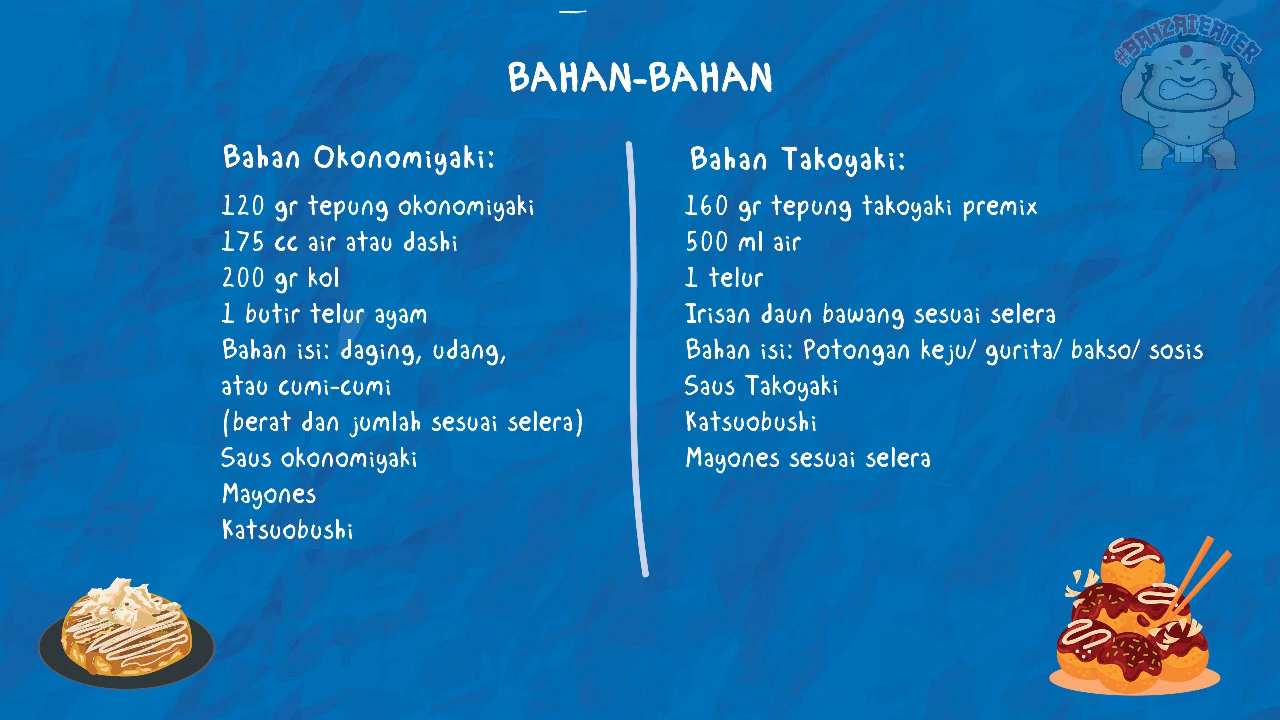 #BANZAIEATER
BAHAN-BAHAN
Bahan Okonomiyaki:
120 gr tepung okonomiyaki
175 cc air atau dashi
200 gr kol
1 butir telur ayam
Bahan isi: daging, udang,
atau cumi-cumi
(berat dan jumlah sesuai selera)
Saus okonomiyaki
Mayones
Katsuobushi
Bahan Takoyaki:
160 gr tepung takoyaki premix
500 ml air
1 telur
Irisan daun bawang sesuai selera
Bahan isi: Potongan keju/ gurita/ bakso/ sosis
Saus Takoyaki
Katsuobushi
Mayones sesuai selera